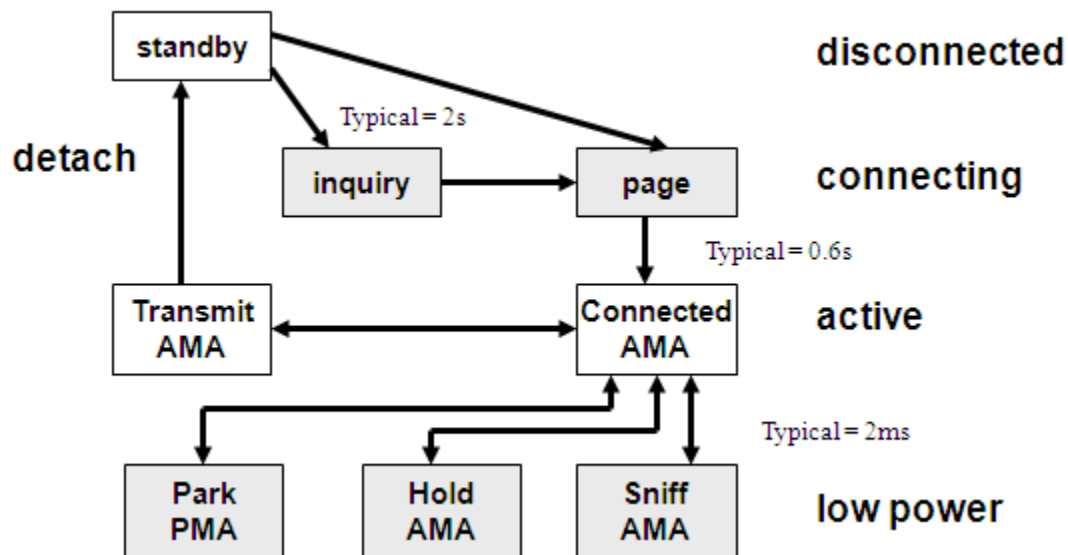 standby
disconnected
Typical = 2s
detach
inquiry
page
connecting
Typical = 0.6s
Transmit
AMA
Connected
AMA
active
Typical = 2ms
Park
PMA
Hold
AMA
Sniff
AMA
low power